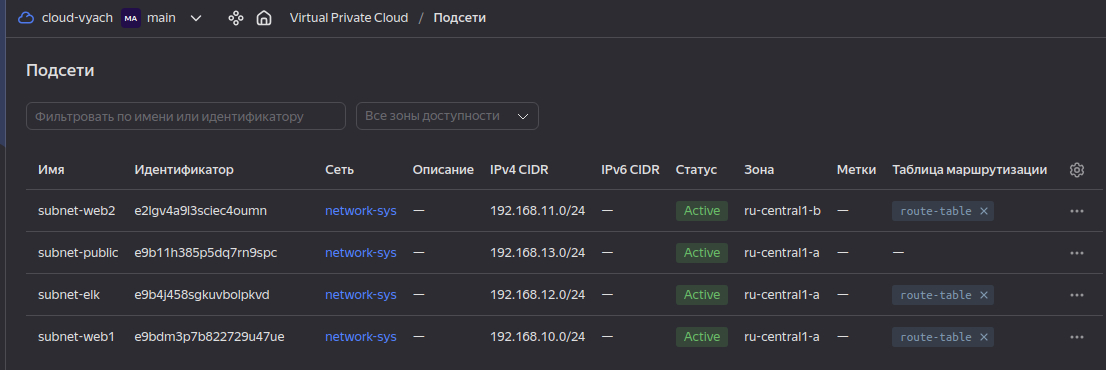 cloud-vyach MA main Virtual Private Cloud / Подсети
Подсети
Фильтровать по имени или идентификатору Все зоны доступности
Имя Идентификатор Сеть Описание IPv4 CIDR IPv6 CIDR Статус Зона Метки Таблица маршрутизации
subnet-web2 e2lgv4a9l3sciec4oumn network-sys — 192.168.11.0/24 — Active ru-central1-b — route-table ×
subnet-public e9b11h385p5dq7rn9spc network-sys — 192.168.13.0/24 — Active ru-central1-a — —
subnet-elk e9b4j458sgkuvbolpkvd network-sys — 192.168.12.0/24 — Active ru-central1-a — route-table ×
subnet-web1 e9bdm3p7b822729u47ue network-sys — 192.168.10.0/24 — Active ru-central1-a — route-table ×